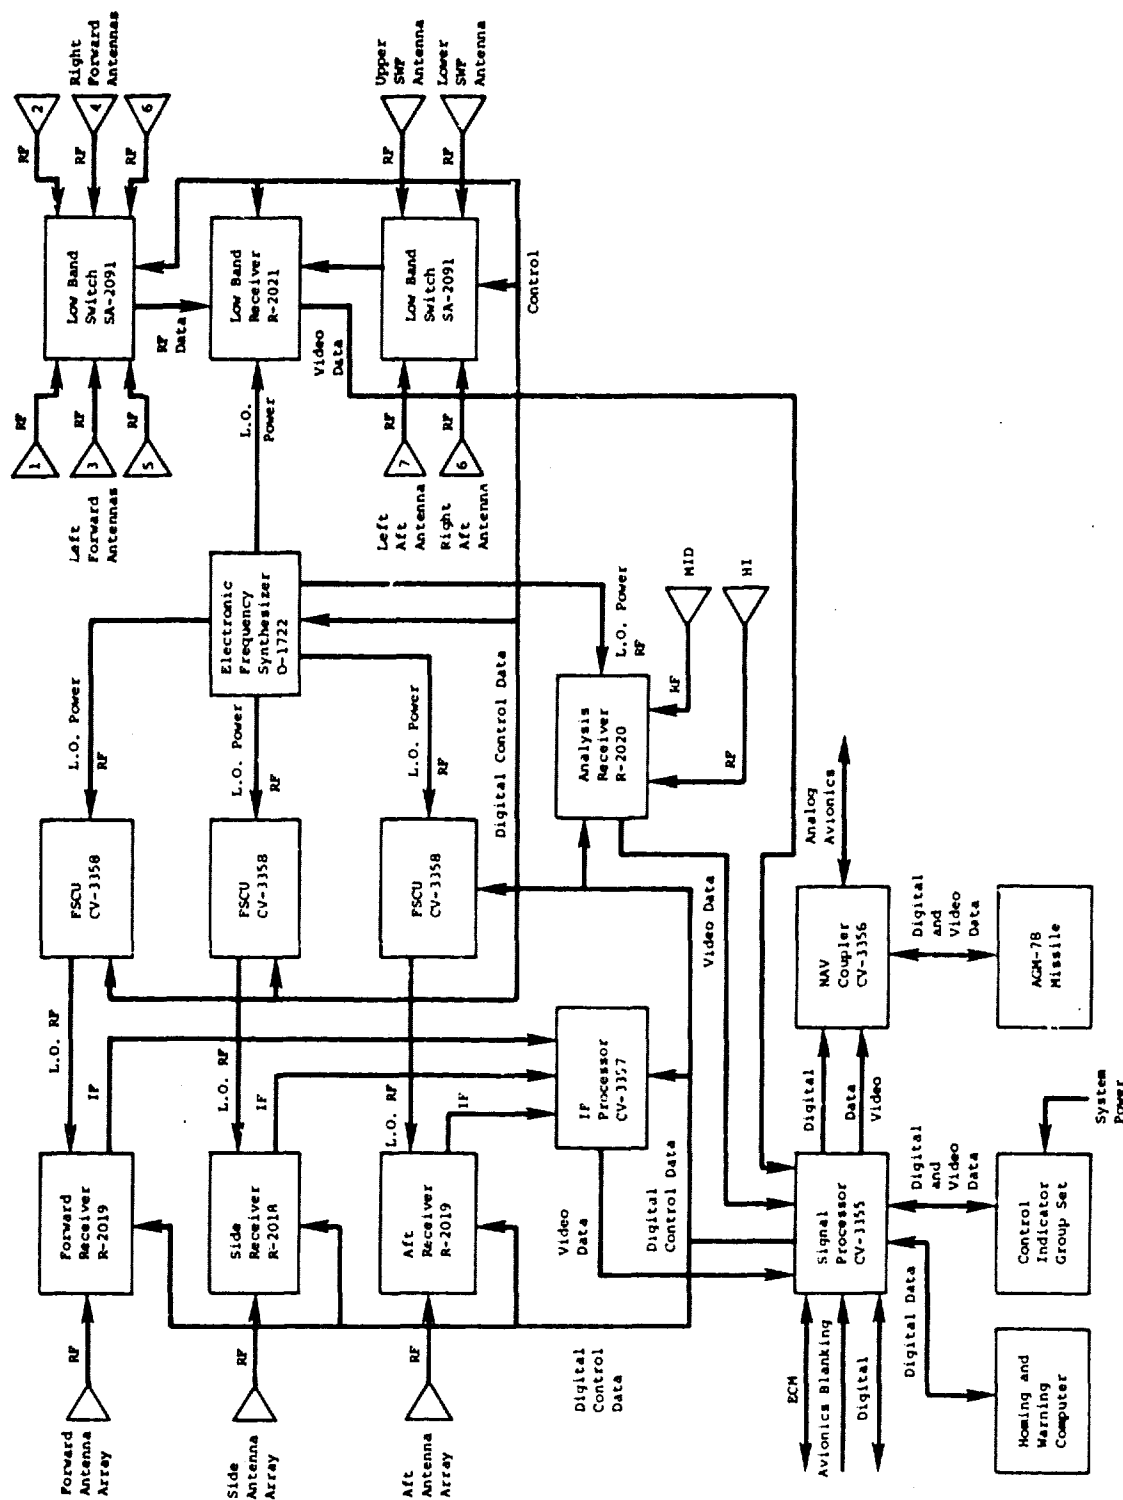 Forward
Antenna
Array
RF
Forward
Receiver
R-2019
L.O. RF
IF
FSCU
CV-3358
L.O. Power
RF
Left
Forward
Antennas
1
3
5
RF
RF
RF
Low Band
Switch
SA-2091
RF
RF
RF
2
4
6
Right
Forward
Antennas
Side
Antenna
Array
RF
Side
Receiver
R-2018
L.O. RF
IF
FSCU
CV-3358
L.O. Power
RF
Electronic
Frequency
Synthesizer
O-1722
L.O.
Power
RF
Data
Low Band
Receiver
R-2021
Video
Data
Aft
Antenna
Array
RF
Aft
Receiver
R-2019
L.O. RF
IF
FSCU
CV-3358
L.O. Power
RF
Left
Aft
Antenna
7
RF
Right
Aft
Antenna
6
RF
Low Band
Switch
SA-2091
RF
RF
Upper
SWF
Antenna
Lower
SWF
Antenna
Digital Control Data
Control
Digital
Control
Data
Video
Data
IF
Processor
CV-3357
Analysis
Receiver
R-2020
L.O. Power
RF
RF
MID
RF
HI
Digital
Control Data
Video Data
ECM
Avionics Blanking
Digital
Signal
Processor
CV-3355
Digital
Data
Video
NAV
Coupler
CV-3356
Analog
Avionics
Digital Data
Digital
and
Video
Data
Digital
and
Video
Data
Homing and
Warning
Computer
Control
Indicator
Group Set
System
Power
AGM-78
Missile